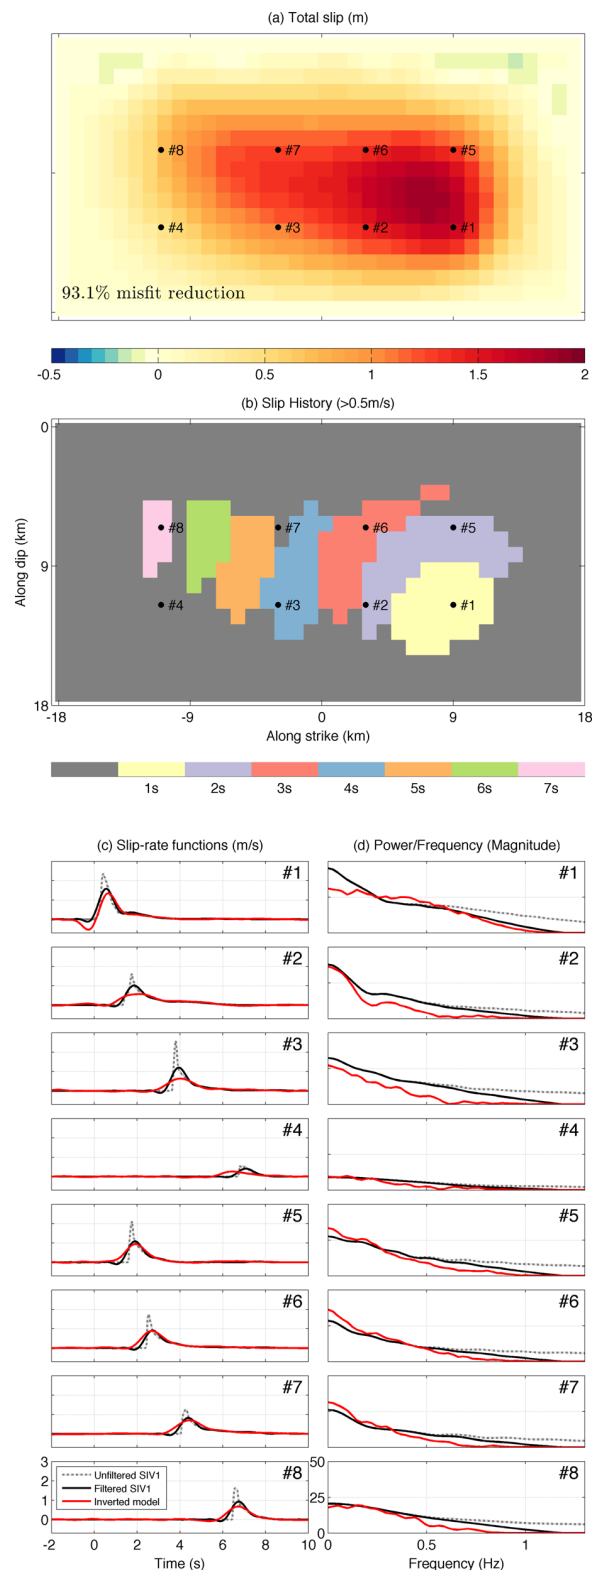 (a) Total slip (m)
#8 #7 #6 #5
#4 #3 #2 #1
93.1% misfit reduction
-0.5 0 0.5 1 1.5 2
(b) Slip History (>0.5m/s)
0
#8 #7 #6 #5
Along dip (km)
9
#4 #3 #2 #1
18
-18 -9 0 9 18
Along strike (km)
1s 2s 3s 4s 5s 6s 7s
(c) Slip-rate functions (m/s) (d) Power/Frequency (Magnitude)
#1 #1
#2 #2
#3 #3
#4 #4
#5 #5
#6 #6
#7 #7
3 #8 50 #8
Unfiltered SIV1
2 25
Filtered SIV1
1
Inverted model
0 0
-2 0 2 4 6 8 10 0 0.5 1
Time (s) Frequency (Hz)